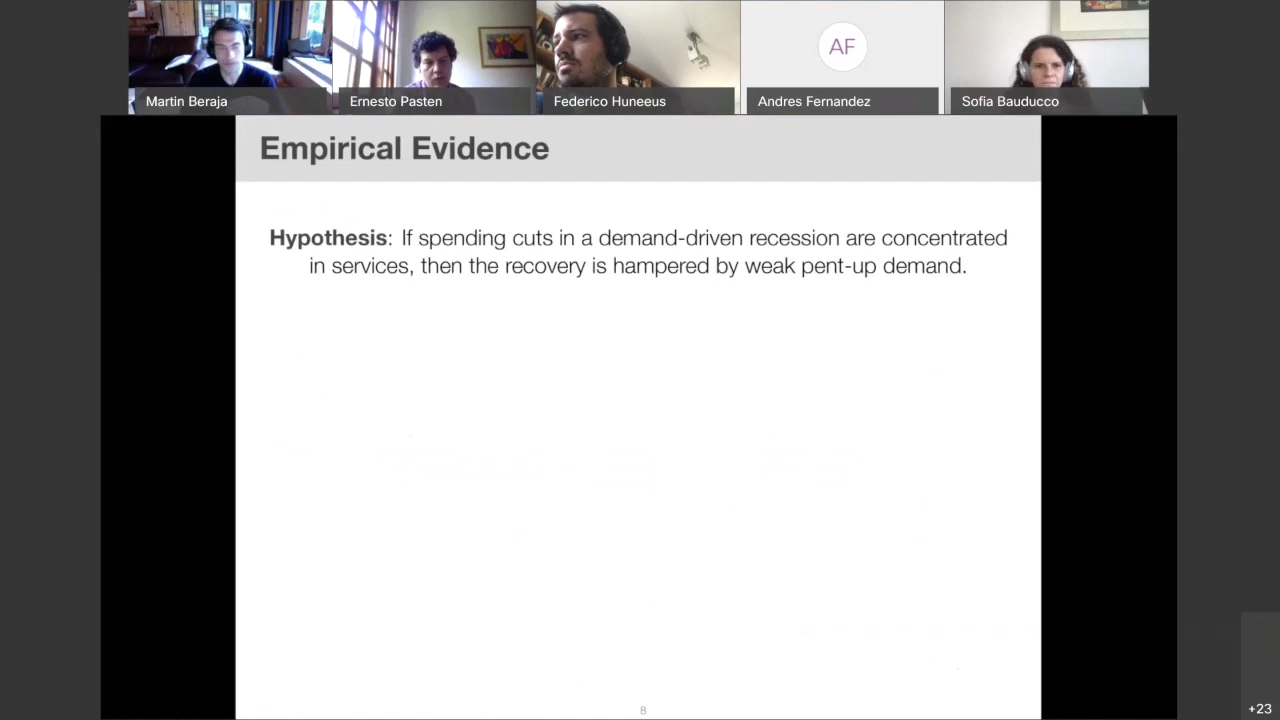 AF
Martin Beraja
Ernesto Pasten
Federico Huneeus
Andres Fernandez
Sofia Bauducco
Empirical Evidence
Hypothesis: If spending cuts in a demand-driven recession are concentrated
in services, then the recovery is hampered by weak pent-up demand.
8
+23